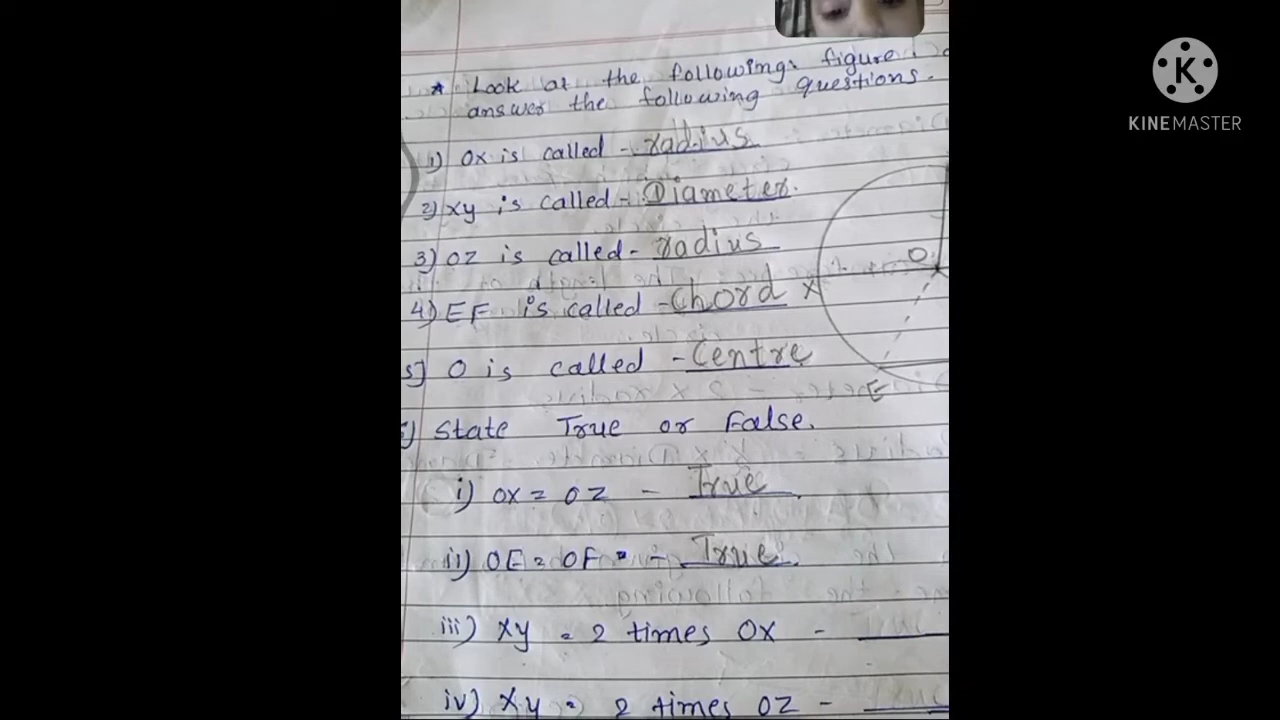 * Look at the following figure.
answer the following questions.
1) OX is called - radius
2) xy is called - Diameter.
3) OZ is called - radius
4) EF is called - Chord
5] O is called - Centre
State True or False.
i) OX = OZ - True
ii) OE = OF - True
iii) xy = 2 times OX -
iv) xy = 2 times OZ -
O
X
E
K
KINEMASTER